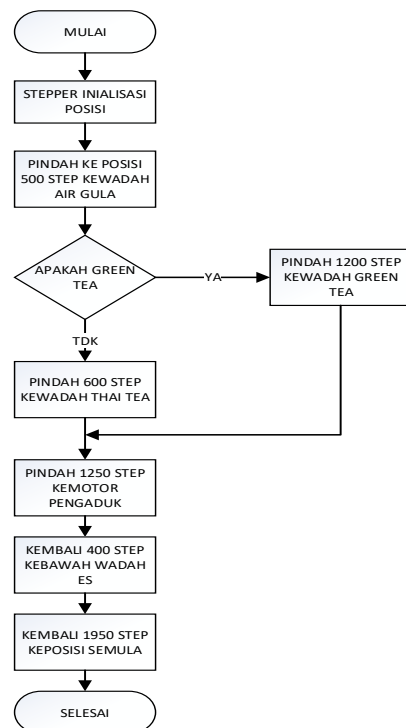 MULAI
STEPPER INIALISASI
POSISI
PINDAH KE POSISI
500 STEP KEWADAH
AIR GULA
APAKAH GREEN
TEA
YA
PINDAH 1200 STEP
KEWADAH GREEN
TEA
TDK
PINDAH 600 STEP
KEWADAH THAI TEA
PINDAH 1250 STEP
KEMOTOR
PENGADUK
KEMBALI 400 STEP
KEBAWAH WADAH
ES
KEMBALI 1950 STEP
KEPOSISI SEMULA
SELESAI